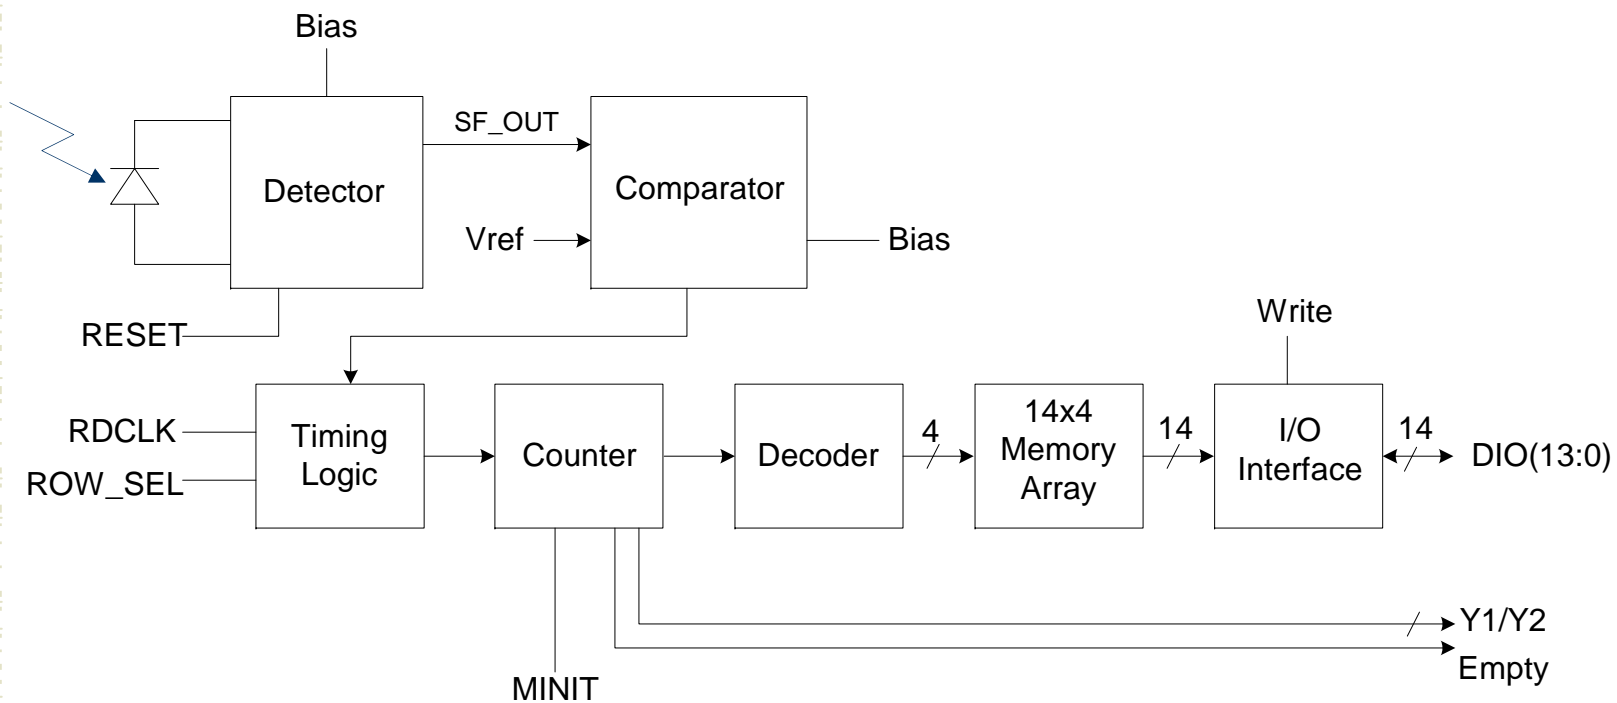 Bias
SF_OUT
Detector
Comparator
Vref
Bias
RESET
Write
RDCLK
ROW_SEL
Timing
Logic
Counter
Decoder
4
14x4
Memory
Array
14
I/O
Interface
14
DIO(13:0)
Y1/Y2
Empty
MINIT